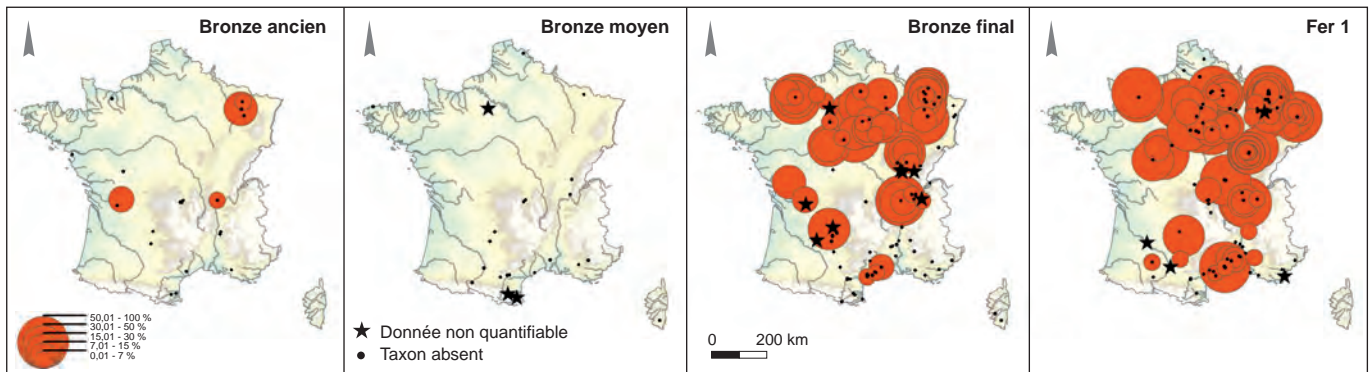 Bronze ancien
Bronze moyen
Bronze final
Fer 1
50,01 - 100 %
30,01 - 50 %
15,01 - 30 %
7,01 - 15 %
0,01 - 7 %
Donnée non quantifiable
Taxon absent
0 200 km